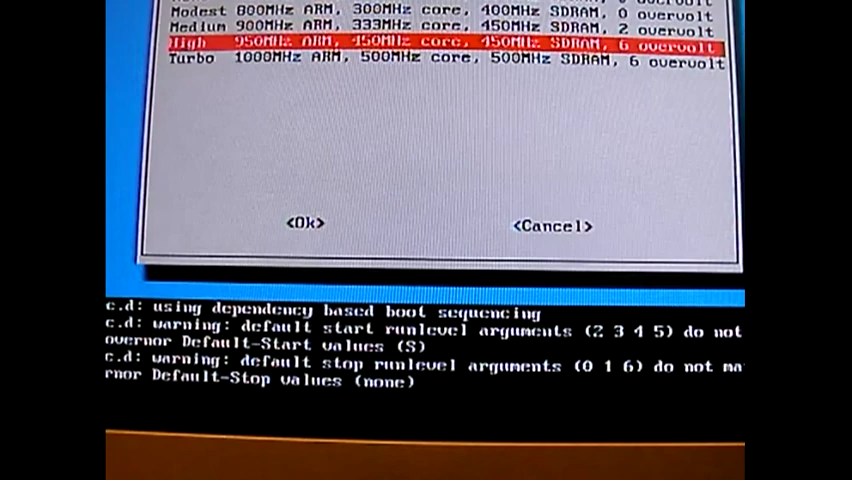 Modest 800MHz ARM, 300MHz core, 400MHz SDRAM, 0 overvolt
Medium 900MHz ARM, 333MHz core, 450MHz SDRAM, 2 overvolt
High 950MHz ARM, 450MHz core, 450MHz SDRAM, 6 overvolt
Turbo 1000MHz ARM, 500MHz core, 500MHz SDRAM, 6 overvolt
<Ok> <Cancel>
c.d: using dependency based boot sequencing
c.d: warning: default start runlevel arguments (2 3 4 5) do not
overnor Default-Start values (S)
c.d: warning: default stop runlevel arguments (0 1 6) do not ma
rnor Default-Stop values (none)